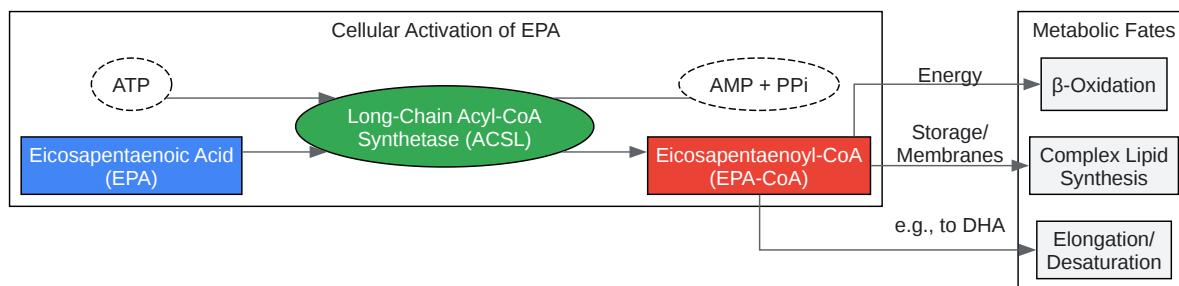 Cellular Activation of EPA
Metabolic Fates
ATP
AMP + PPi
Energy
β-Oxidation
Long-Chain Acyl-CoA
Synthetase (ACSL)
Eicosapentaenoic Acid
(EPA)
Eicosapentaenoyl-CoA
(EPA-CoA)
Storage/
Membranes
Complex Lipid
Synthesis
e.g., to DHA
Elongation/
Desaturation